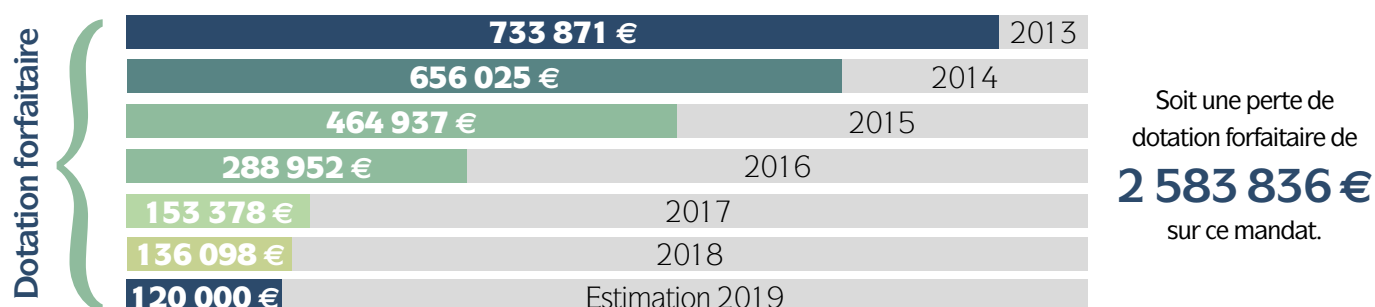 Dotation forfaitaire
733 871 € 2013
656 025 € 2014
464 937 € 2015
288 952 € 2016
153 378 € 2017
136 098 € 2018
120 000 € Estimation 2019
Soit une perte de
dotation forfaitaire de
2 583 836 €
sur ce mandat.